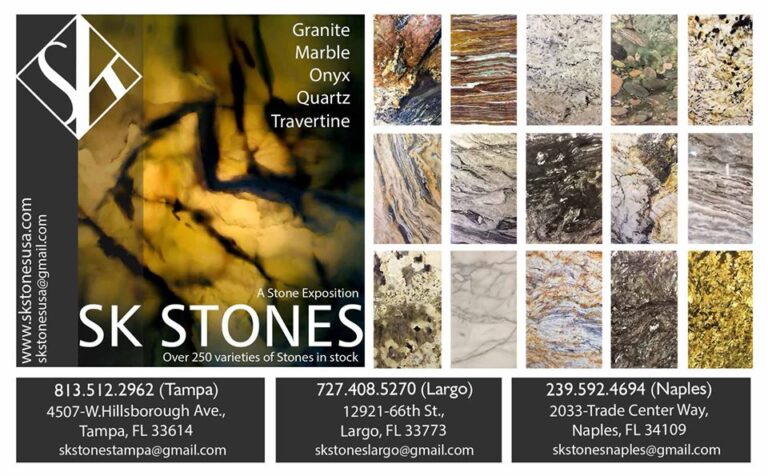 SK
Granite
Marble
Onyx
Quartz
Travertine
www.skstonesusa.com
skstonesusa@gmail.com
A Stone Exposition
SK STONES
Over 250 varieties of Stones in stock
813.512.2962 (Tampa)
4507-W.Hillsborough Ave.,
Tampa, FL 33614
skstonestampa@gmail.com
727.408.5270 (Largo)
12921-66th St.,
Largo, FL 33773
skstoneslargo@gmail.com
239.592.4694 (Naples)
2033-Trade Center Way,
Naples, FL 34109
skstonesnaples@gmail.com